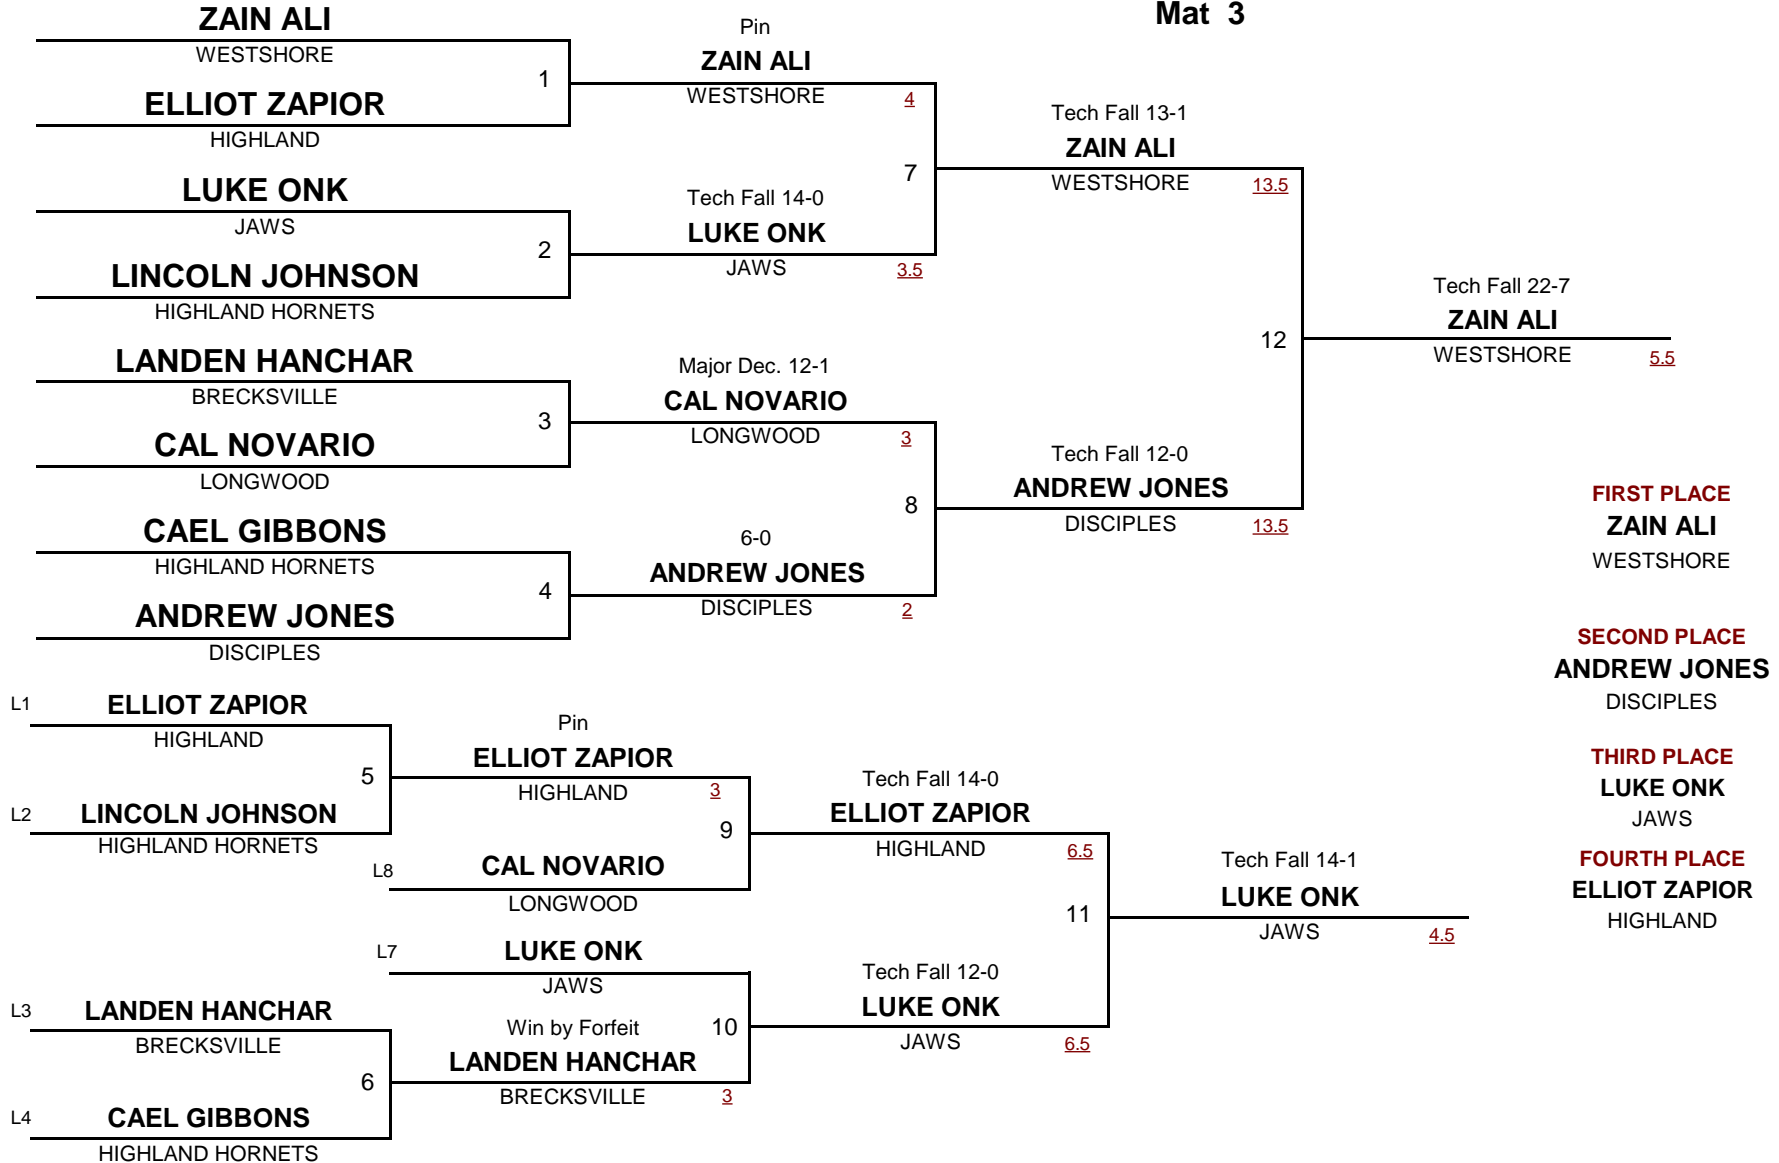 Mat 3
ZAIN ALI
WESTSHORE
1
ELLIOT ZAPIOR
HIGHLAND
LUKE ONK
JAWS
2
LINCOLN JOHNSON
HIGHLAND HORNETS
LANDEN HANCHAR
BRECKSVILLE
3
CAL NOVARIO
LONGWOOD
CAEL GIBBONS
HIGHLAND HORNETS
4
ANDREW JONES
DISCIPLES
Pin
ZAIN ALI
WESTSHORE 4
7
Tech Fall 14-0
LUKE ONK
JAWS 3.5
Major Dec. 12-1
CAL NOVARIO
LONGWOOD 3
8
6-0
ANDREW JONES
DISCIPLES 2
Tech Fall 13-1
ZAIN ALI
WESTSHORE 13.5
12
Tech Fall 12-0
ANDREW JONES
DISCIPLES 13.5
Tech Fall 22-7
ZAIN ALI
WESTSHORE 5.5
L1 ELLIOT ZAPIOR
HIGHLAND
5
L2 LINCOLN JOHNSON
HIGHLAND HORNETS
L3 LANDEN HANCHAR
BRECKSVILLE
6
L4 CAEL GIBBONS
HIGHLAND HORNETS
Pin
ELLIOT ZAPIOR
HIGHLAND 3
9
L8 CAL NOVARIO
LONGWOOD
L7 LUKE ONK
JAWS
Win by Forfeit 10
LANDEN HANCHAR
BRECKSVILLE 3
Tech Fall 14-0
ELLIOT ZAPIOR
HIGHLAND 6.5
11
Tech Fall 12-0
LUKE ONK
JAWS 6.5
Tech Fall 14-1
LUKE ONK
JAWS 4.5
FIRST PLACE
ZAIN ALI
WESTSHORE
SECOND PLACE
ANDREW JONES
DISCIPLES
THIRD PLACE
LUKE ONK
JAWS
FOURTH PLACE
ELLIOT ZAPIOR
HIGHLAND